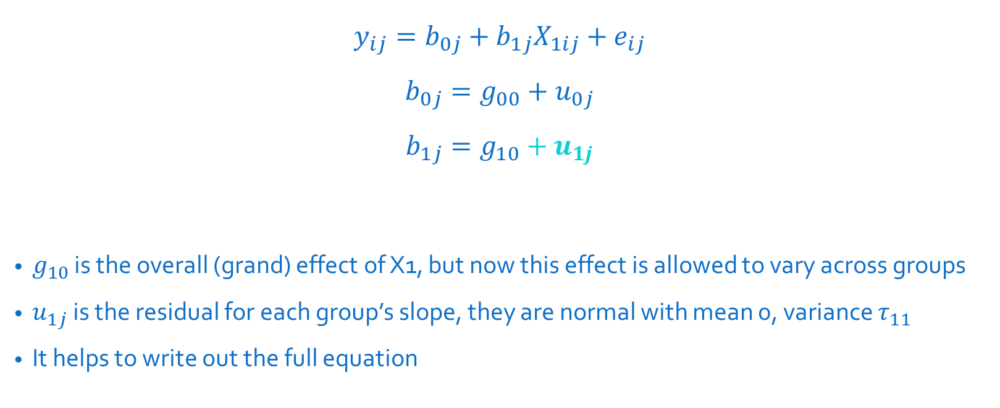 y_{ij} = b_{0j} + b_{1j}X_{1ij} + e_{ij}
b_{0j} = g_{00} + u_{0j}
b_{1j} = g_{10} + u_{1j}
• g_{10} is the overall (grand) effect of X1, but now this effect is allowed to vary across groups
• u_{1j} is the residual for each group’s slope, they are normal with mean 0, variance τ_{11}
• It helps to write out the full equation